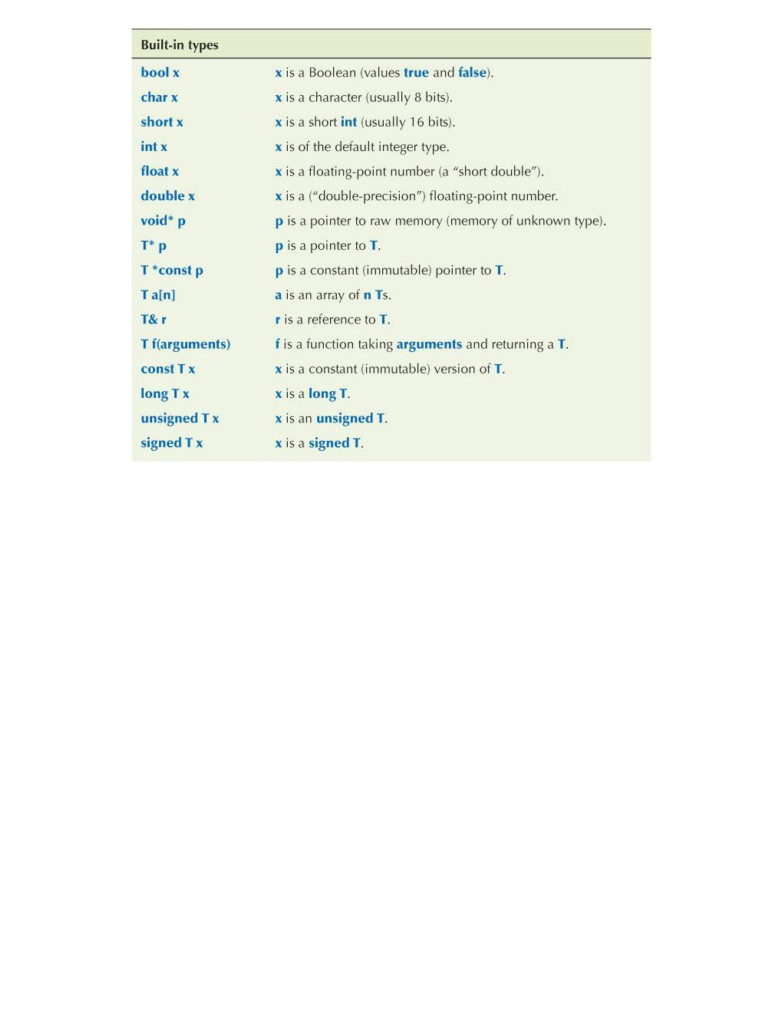 Built-in types
bool x x is a Boolean (values true and false).
char x x is a character (usually 8 bits).
short x x is a short int (usually 16 bits).
int x x is of the default integer type.
float x x is a floating-point number (a “short double”).
double x x is a (“double-precision”) floating-point number.
void* p p is a pointer to raw memory (memory of unknown type).
T* p p is a pointer to T.
T *const p p is a constant (immutable) pointer to T.
T a[n] a is an array of n Ts.
T& r r is a reference to T.
T f(arguments) f is a function taking arguments and returning a T.
const T x x is a constant (immutable) version of T.
long T x x is a long T.
unsigned T x x is an unsigned T.
signed T x x is a signed T.